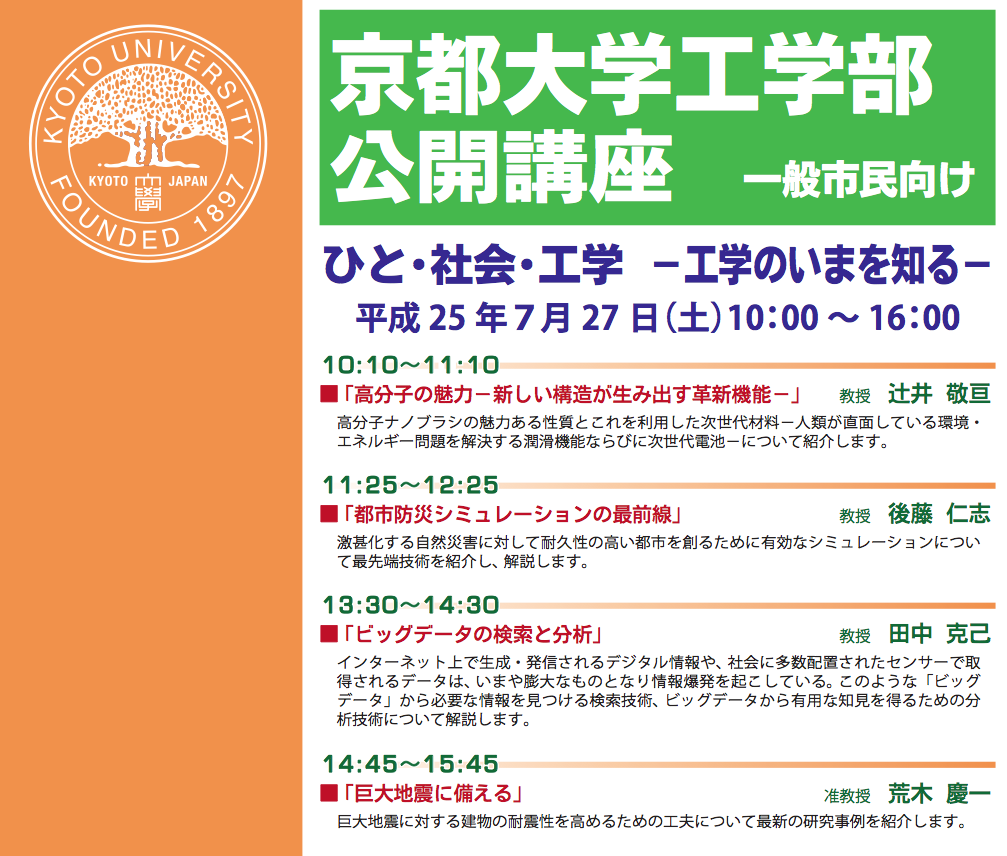 KYOTO UNIVERSITY
KYOTO 大學 JAPAN
FOUNDED 1897
京都大学工学部
公開講座 一般市民向け
ひと・社会・工学 －工学のいまを知る－
平成 25 年 7 月 27 日（土）10：00 ～ 16：00
10:10～11:10
■「高分子の魅力－新しい構造が生み出す革新機能－」 教授 辻井 敬亘
高分子ナノブラシの魅力ある性質とこれを利用した次世代材料－人類が直面している環境・
エネルギー問題を解決する潤滑機能ならびに次世代電池－について紹介します。
11:25～12:25
■「都市防災シミュレーションの最前線」 教授 後藤 仁志
激甚化する自然災害に対して耐久性の高い都市を創るために有効なシミュレーションについ
て最先端技術を紹介し、解説します。
13:30～14:30
■「ビッグデータの検索と分析」 教授 田中 克己
インターネット上で生成・発信されるデジタル情報や、社会に多数配置されたセンサーで取
得されるデータは、いまや膨大なものとなり情報爆発を起こしている。このような「ビッグ
データ」から必要な情報を見つける検索技術、ビッグデータから有用な知見を得るための分
析技術について解説します。
14:45～15:45
■「巨大地震に備える」 准教授 荒木 慶一
巨大地震に対する建物の耐震性を高めるための工夫について最新の研究事例を紹介します。